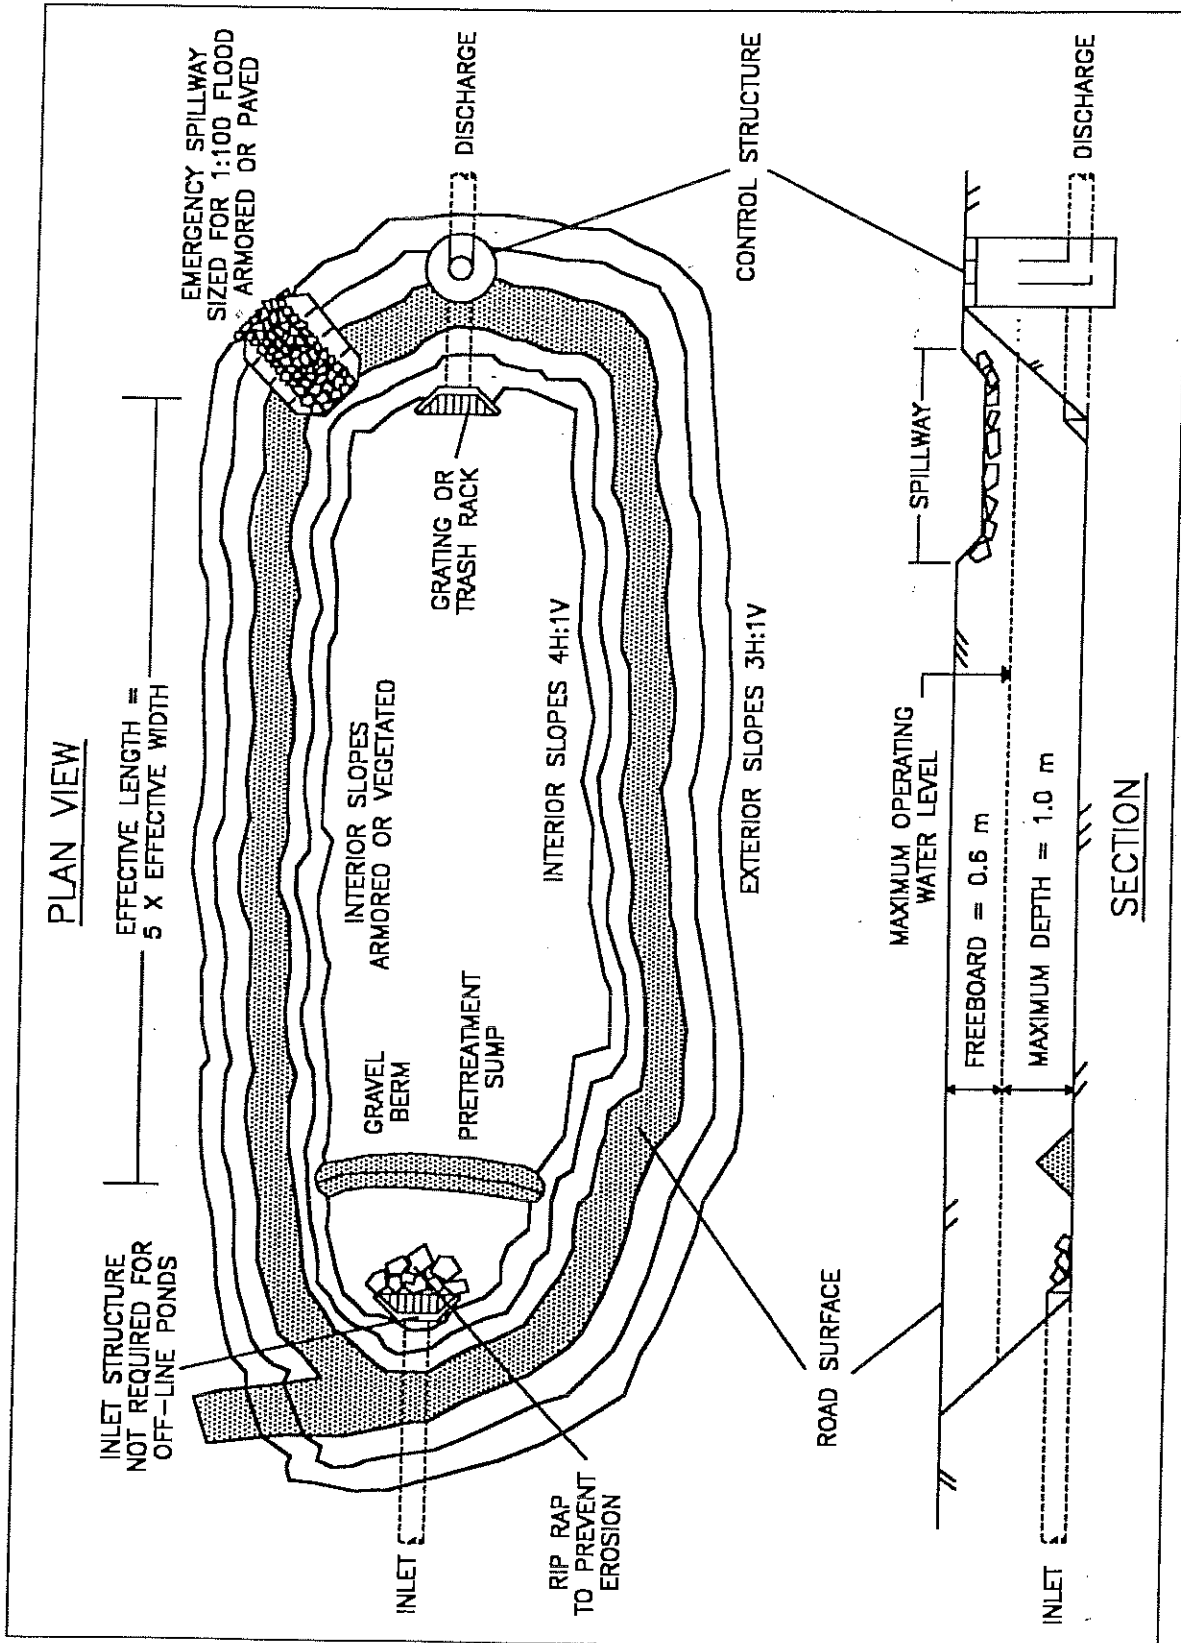 PLAN VIEW
EFFECTIVE LENGTH =
5 X EFFECTIVE WIDTH
EMERGENCY SPILLWAY
SIZED FOR 1:100 FLOOD
ARMORED OR PAVED
INLET STRUCTURE
NOT REQUIRED FOR
OFF-LINE PONDS
INTERIOR SLOPES
ARMORED OR VEGETATED
GRAVEL
BERM
GRATING OR
TRASH RACK
DISCHARGE
INLET
PRETREATMENT
SUMP
INTERIOR SLOPES 4H:1V
RIP RAP
TO PREVENT
EROSION
EXTERIOR SLOPES 3H:1V
CONTROL STRUCTURE
ROAD SURFACE
MAXIMUM OPERATING
WATER LEVEL
SPILLWAY
FREEBOARD = 0.6 m
MAXIMUM DEPTH = 1.0 m
INLET
DISCHARGE
SECTION